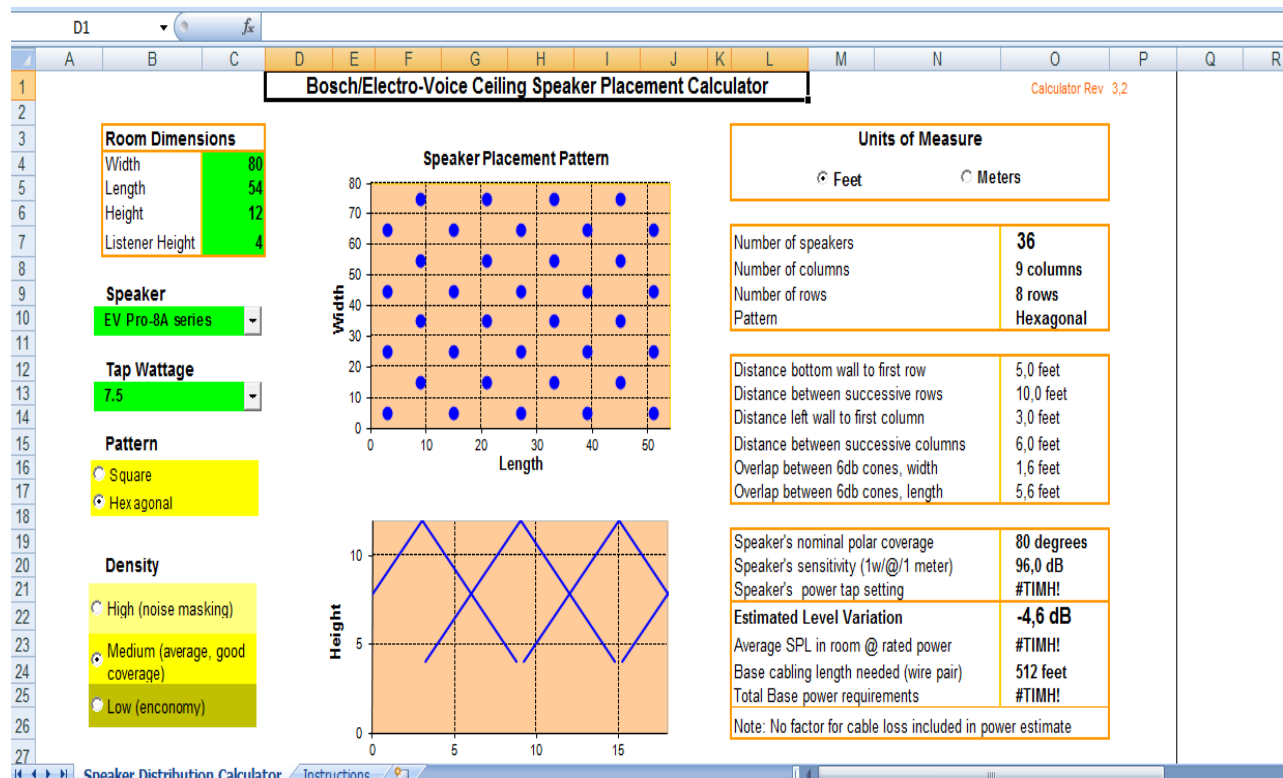 D1
fx
A B C D E F G H I J K L M N O P Q R
1 Bosch/Electro-Voice Ceiling Speaker Placement Calculator Calculator Rev 3,2
2
3 Room Dimensions Units of Measure
4 Width 80
5 Length 54 Feet Meters
6 Height 12
7 Listener Height 4 Number of speakers 36
8 Number of columns 9 columns
9 Speaker Number of rows 8 rows
10 EV Pro-8A series Pattern Hexagonal
11
12 Tap Wattage Distance bottom wall to first row 5,0 feet
13 7.5 Distance between successive rows 10,0 feet
14 Distance left wall to first column 3,0 feet
15 Pattern Distance between successive columns 6,0 feet
16 Square Overlap between 6db cones, width 1,6 feet
17 Hexagonal Overlap between 6db cones, length 5,6 feet
18
19 Speaker's nominal polar coverage 80 degrees
20 Density Speaker's sensitivity (1w/@/1 meter) 96,0 dB
21 High (noise masking) Speaker's power tap setting #TIMH!
22 Estimated Level Variation -4,6 dB
23 Medium (average, good Average SPL in room @ rated power #TIMH!
24 coverage) Base cabling length needed (wire pair) 512 feet
25 Low (enconomy) Total Base power requirements #TIMH!
26 Note: No factor for cable loss included in power estimate
27
Speaker Placement Pattern
Width
80
70
60
50
40
30
20
10
0
0 10 20 30 40 50
Length
Height
10
5
0
0 5 10 15
Speaker Distribution Calculator Instructions